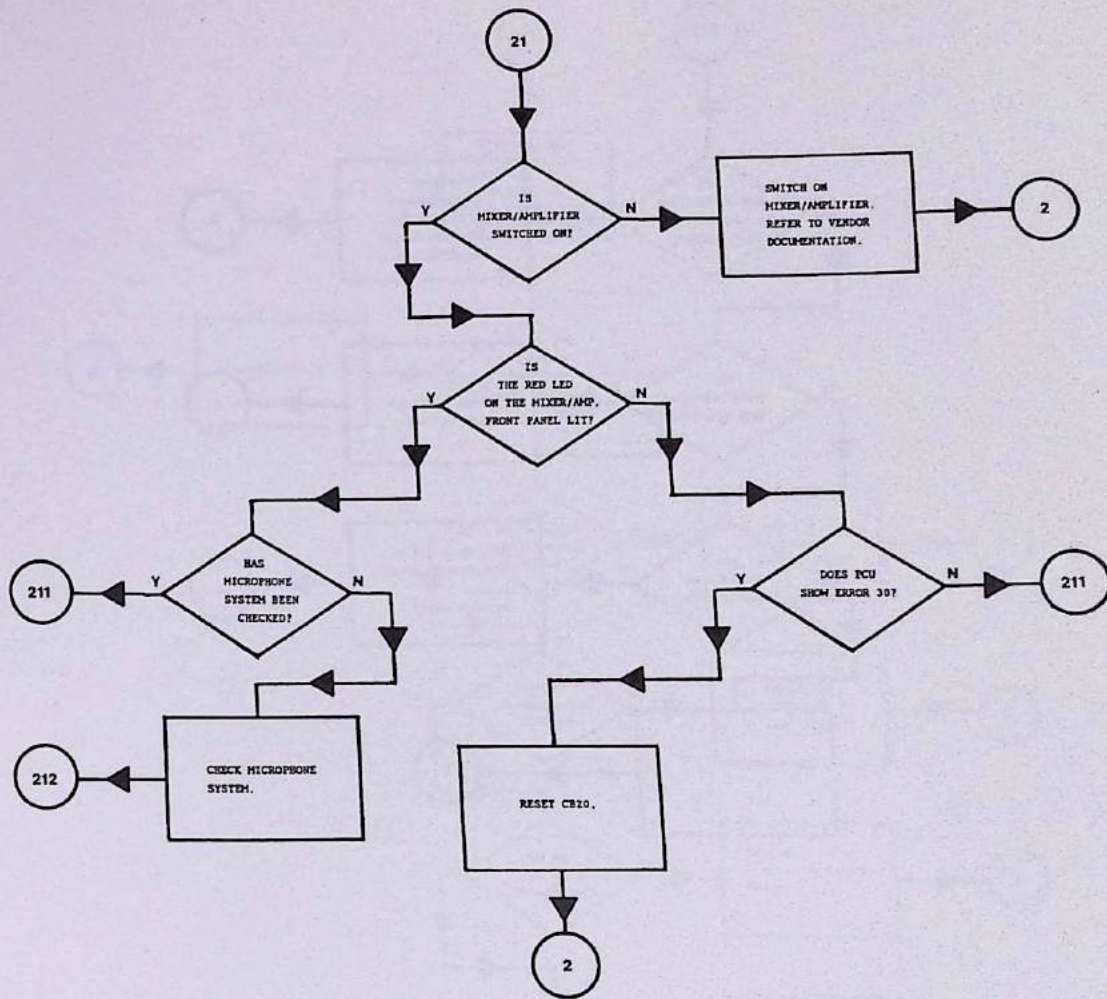 21
IS
MIXER/AMPLIFIER
SWITCHED ON?
Y
N
SWITCH ON
MIXER/AMPLIFIER.
REFER TO VENDOR
DOCUMENTATION.
2
IS
THE RED LED
ON THE MIXER/AMP.
FRONT PANEL LIT?
Y
N
HAS
MICROPHONE
SYSTEM BEEN
CHECKED?
Y
N
211
DOES PCU
SHOW ERROR 30?
Y
N
211
CHECK MICROPHONE
SYSTEM.
212
RESET CB20.
2